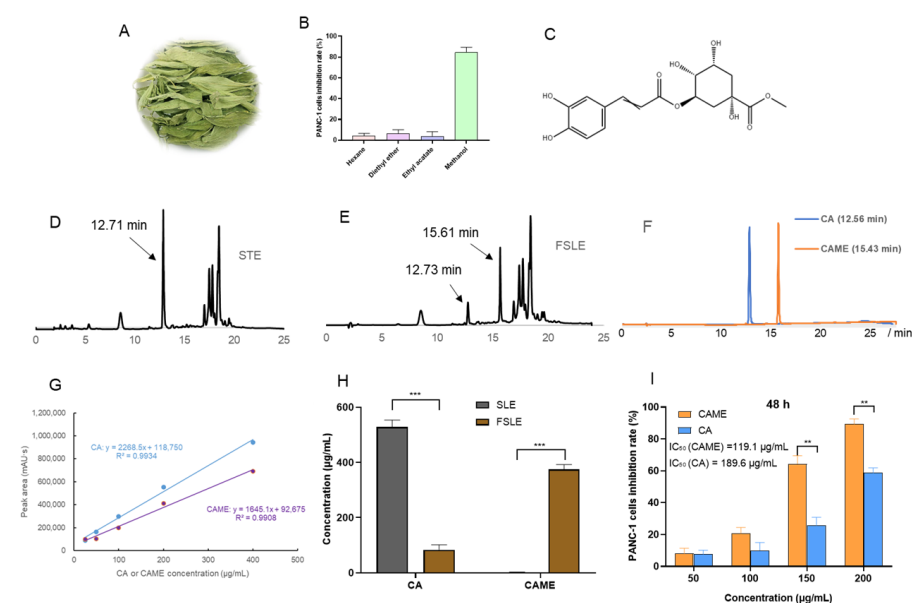 A
B
PANC-1 cells inhibition rate (%)
100
80
60
40
20
0
Hexane
Diethyl ether
Ethyl acatate
Methanol
C
OH
HO
OH
O
HO
O
O
HO
OH
O
D
12.71 min
STE
0 5 10 15 20 25
E
15.61 min
12.73 min
FSLE
0 5 10 15 20 25
F
CA (12.56 min)
CAME (15.43 min)
0 5 10 15 20 25 / min
G
Peak area (mAU·s)
1,200,000
1,000,000
800,000
600,000
400,000
200,000
0
CA: y = 2268.5x + 118,750
R² = 0.9934
CAME: y = 1645.1x + 92,675
R² = 0.9908
0 100 200 300 400 500
CA or CAME concentration (µg/mL)
H
Concentration (µg/mL)
600
400
200
0
***
SLE
FSLE
***
CA CAME
I
48 h
PANC-1 cells inhibition rate (%)
100
80
60
40
20
0
CAME
CA
IC₅₀ (CAME) =119.1 µg/mL
IC₅₀ (CA) = 189.6 µg/mL
**
**
50 100 150 200
Concentration (µg/mL)